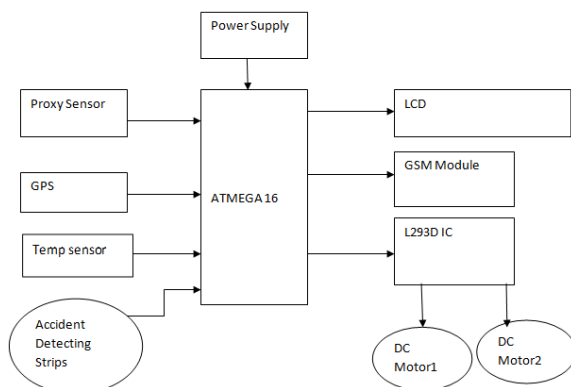 Power Supply
Proxy Sensor
LCD
GSM Module
GPS
ATMEGA 16
L293D IC
Temp sensor
Accident
Detecting
Strips
DC
Motor1
DC
Motor2